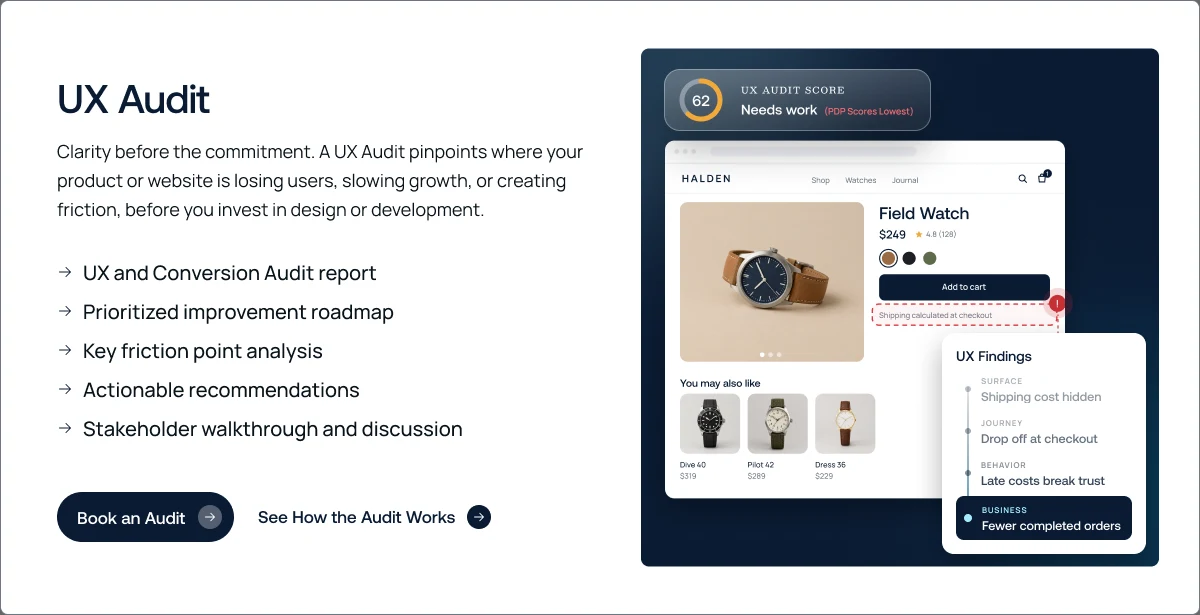 UX Audit
Clarity before the commitment. A UX Audit pinpoints where your
product or website is losing users, slowing growth, or creating
friction, before you invest in design or development.
UX and Conversion Audit report
Prioritized improvement roadmap
Key friction point analysis
Actionable recommendations
Stakeholder walkthrough and discussion
Book an Audit
See How the Audit Works
62
UX AUDIT SCORE
Needs work (PDP Scores Lowest)
HALDEN
Shop Watches Journal
1
Field Watch
$249 4.8 (128)
Add to cart
!
Shipping calculated at checkout
You may also like
Dive 40
$319
Pilot 42
$289
Dress 36
$229
UX Findings
SURFACE
Shipping cost hidden
JOURNEY
Drop off at checkout
BEHAVIOR
Late costs break trust
BUSINESS
Fewer completed orders